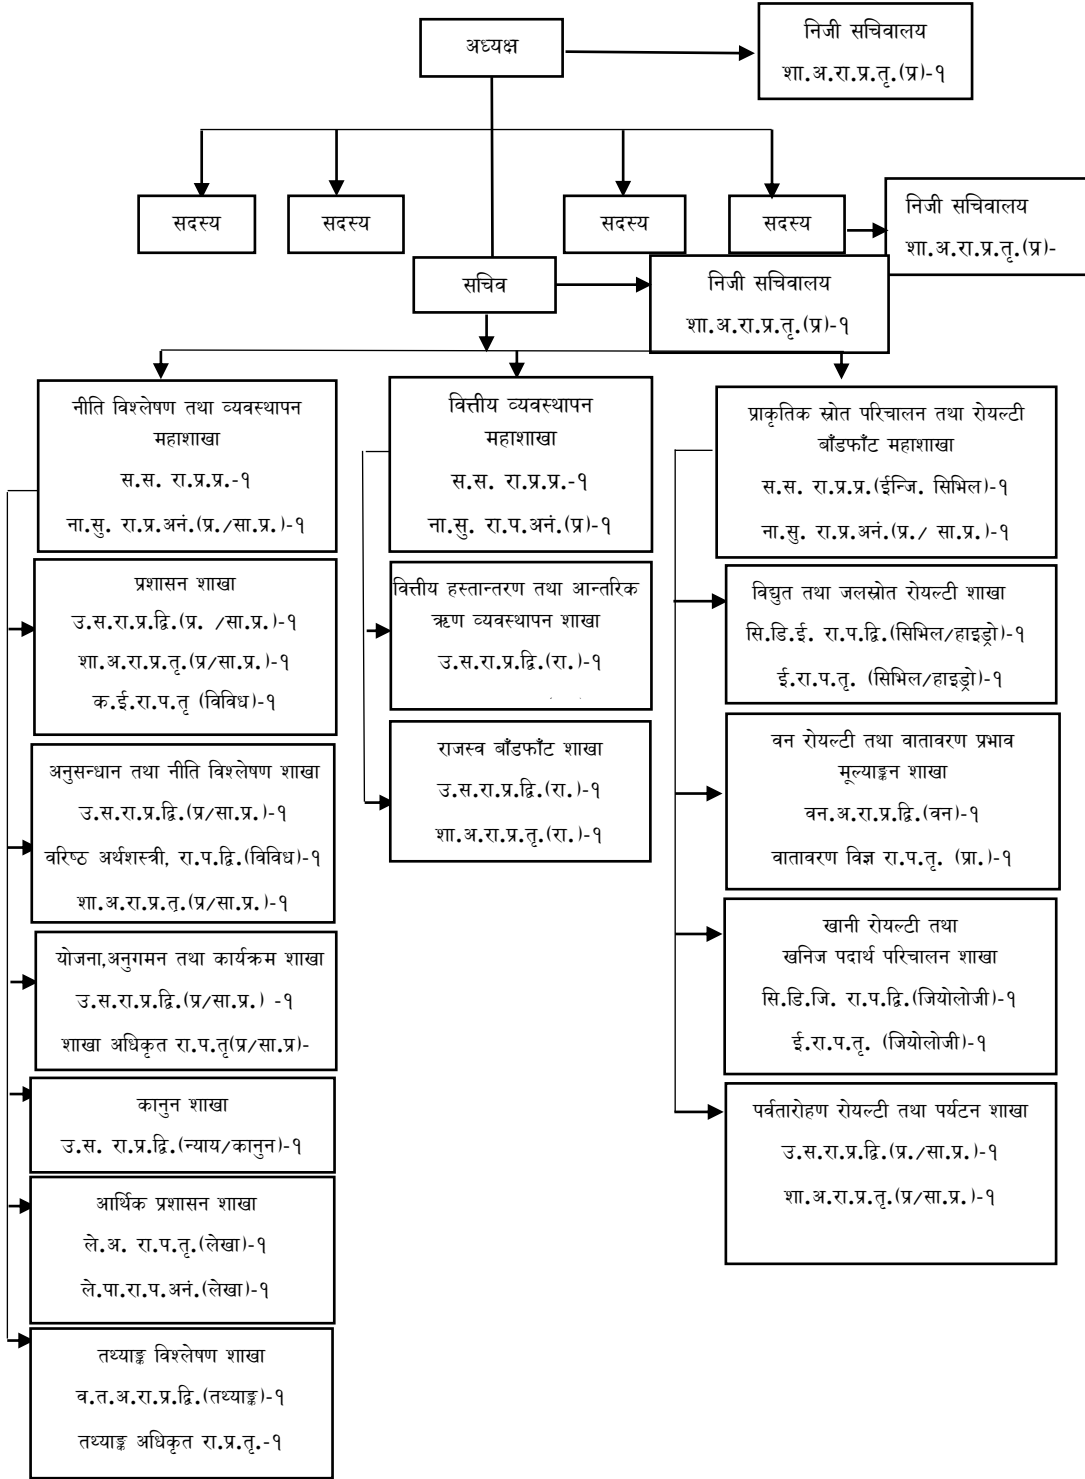 अध्यक्ष
निजी सचिवालय
शा.अ.रा.प्र.तृ.(प्र)-१
सदस्य
सदस्य
सदस्य
सदस्य
निजी सचिवालय
शा.अ.रा.प्र.तृ.(प्र)-
सचिव
निजी सचिवालय
शा.अ.रा.प्र.तृ.(प्र)-१
नीति विश्लेषण तथा व्यवस्थापन
महाशाखा
स.स. रा.प्र.प्र.-१
ना.सु. रा.प्र.अनं.(प्र./सा.प्र.)-१
प्रशासन शाखा
उ.स.रा.प्र.द्वि.(प्र. /सा.प्र.)-१
शा.अ.रा.प्र.तृ.(प्र/सा.प्र.)-१
क.ई.रा.प.तृ (विविध)-१
अनुसन्धान तथा नीति विश्लेषण शाखा
उ.स.रा.प्र.द्वि.(प्र/सा.प्र.)-१
वरिष्ठ अर्थशस्त्री, रा.प.द्वि.(विविध)-१
शा.अ.रा.प्र.तृ.(प्र/सा.प्र.)-१
योजना,अनुगमन तथा कार्यक्रम शाखा
उ.स.रा.प्र.द्वि.(प्र/सा.प्र.) -१
शाखा अधिकृत रा.प.तृ(प्र/सा.प्र)-
कानुन शाखा
उ.स. रा.प्र.द्वि.(न्याय/कानुन)-१
आर्थिक प्रशासन शाखा
ले.अ. रा.प.तृ.(लेखा)-१
ले.पा.रा.प.अनं.(लेखा)-१
तथ्याङ्क विश्लेषण शाखा
व.त.अ.रा.प्र.द्वि.(तथ्याङ्क)-१
तथ्याङ्क अधिकृत रा.प्र.तृ.-१
वित्तीय व्यवस्थापन
महाशाखा
स.स. रा.प्र.प्र.-१
ना.सु. रा.प.अनं.(प्र)-१
वित्तीय हस्तान्तरण तथा आन्तरिक
ऋण व्यवस्थापन शाखा
उ.स.रा.प्र.द्वि.(रा.)-१
राजस्व बाँडफाँट शाखा
उ.स.रा.प्र.द्वि.(रा.)-१
शा.अ.रा.प्र.तृ.(रा.)-१
प्राकृतिक स्रोत परिचालन तथा रोयल्टी
बाँडफाँट महाशाखा
स.स. रा.प्र.प्र.(ईन्जि. सिभिल)-१
ना.सु. रा.प्र.अनं.(प्र./ सा.प्र.)-१
विद्युत तथा जलस्रोत रोयल्टी शाखा
सि.डि.ई. रा.प.द्वि.(सिभिल/हाइड्रो)-१
ई.रा.प.तृ. (सिभिल/हाइड्रो)-१
वन रोयल्टी तथा वातावरण प्रभाव
मूल्याङ्कन शाखा
वन.अ.रा.प्र.द्वि.(वन)-१
वातावरण विज्ञ रा.प.तृ. (प्रा.)-१
खानी रोयल्टी तथा
खनिज पदार्थ परिचालन शाखा
सि.डि.जि. रा.प.द्वि.(जियोलोजी)-१
ई.रा.प.तृ. (जियोलोजी)-१
पर्वतारोहण रोयल्टी तथा पर्यटन शाखा
उ.स.रा.प्र.द्वि.(प्र./सा.प्र.)-१
शा.अ.रा.प्र.तृ.(प्र/सा.प्र.)-१